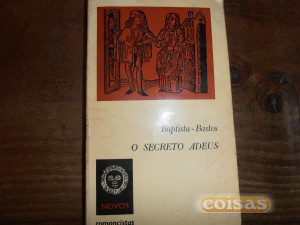 Baptista-Bastos
O SECRETO ADEUS
NOVOS
romancistas
coisas